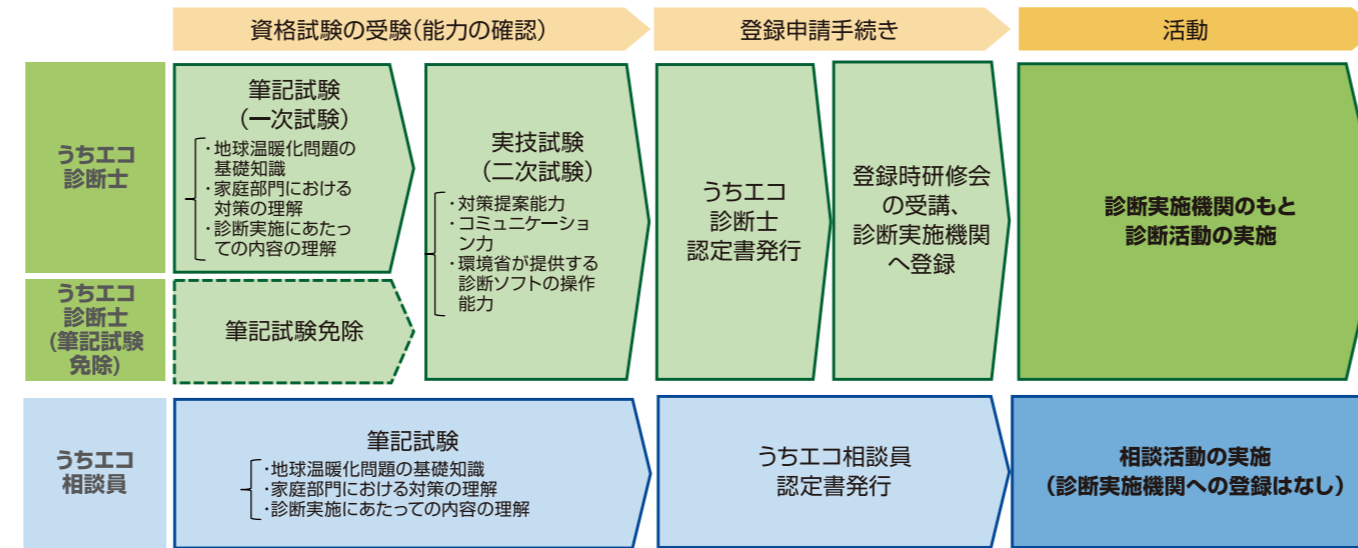 資格試験の受験(能力の確認)
登録申請手続き
活動
うちエコ
診断士
筆記試験
(一次試験)
・地球温暖化問題の
基礎知識
・家庭部門における
対策の理解
・診断実施にあたっ
ての内容の理解
実技試験
(二次試験)
・対策提案能力
・コミュニケーショ
ン力
・環境省が提供する
診断ソフトの操作
能力
うちエコ
診断士
認定書発行
登録時研修会
の受講、
診断実施機関
へ登録
診断実施機関のもと
診断活動の実施
うちエコ
診断士
(筆記試験
免除)
筆記試験免除
うちエコ
相談員
筆記試験
・地球温暖化問題の基礎知識
・家庭部門における対策の理解
・診断実施にあたっての内容の理解
うちエコ相談員
認定書発行
相談活動の実施
(診断実施機関への登録はなし)